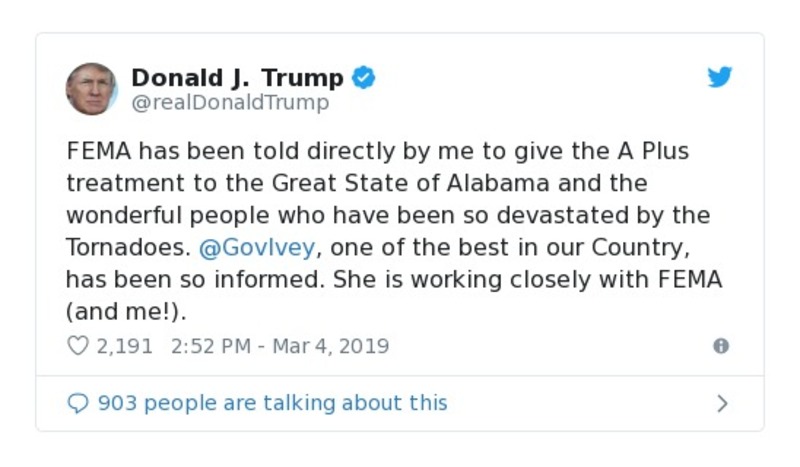 Donald J. Trump
@realDonaldTrump
FEMA has been told directly by me to give the A Plus
treatment to the Great State of Alabama and the
wonderful people who have been so devastated by the
Tornadoes. @GovIvey, one of the best in our Country,
has been so informed. She is working closely with FEMA
(and me!).
2,191 2:52 PM - Mar 4, 2019
903 people are talking about this